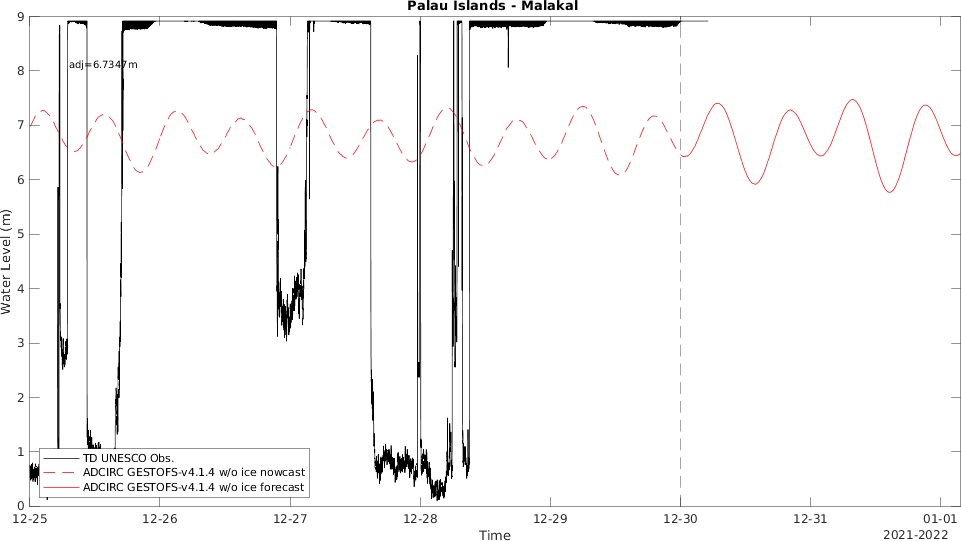 Palau Islands - Malakal
9
8
adj=6.7347m
7
6
5
4
3
2
1
0
Water Level (m)
TD UNESCO Obs.
ADCIRC GESTOFS-v4.1.4 w/o ice nowcast
ADCIRC GESTOFS-v4.1.4 w/o ice forecast
12-25 12-26 12-27 12-28 12-29 12-30 12-31 01-01
Time
2021-2022